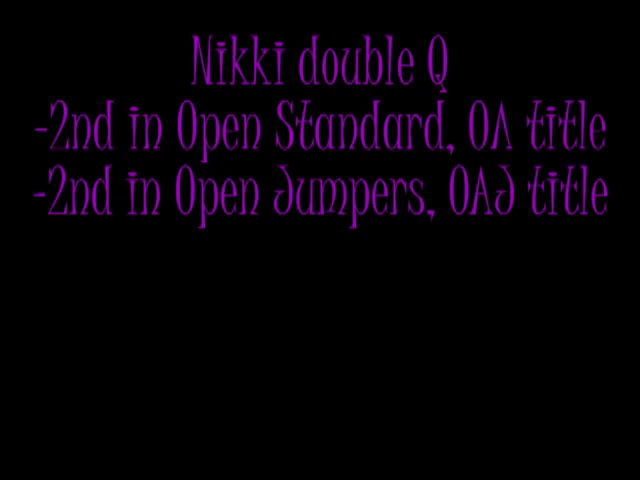 Nikki double Q
-2nd in Open Standard, OA title
-2nd in Open Jumpers, OAJ title